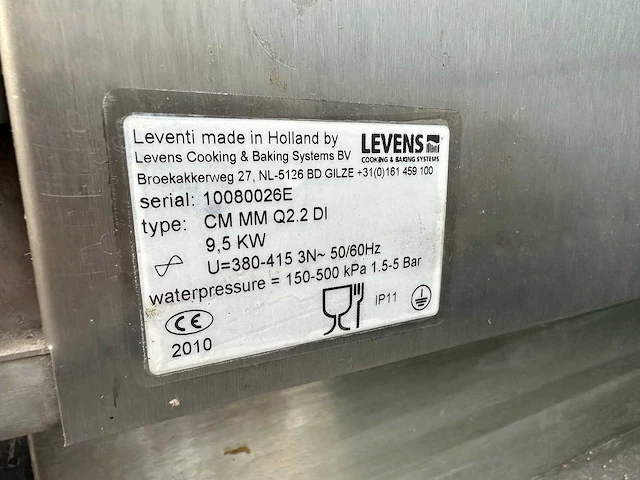 Leventi made in Holland by
Levens Cooking & Baking Systems BV
LEVENS
COOKING & BAKING SYSTEMS
Broekakkerweg 27, NL-5126 BD GILZE +31(0)161 459 100
serial: 10080026E
type: CM MM Q2.2 DI
9,5 KW
U=380-415 3N~ 50/60Hz
waterpressure = 150-500 kPa 1.5-5 Bar
CE
IP11
2010